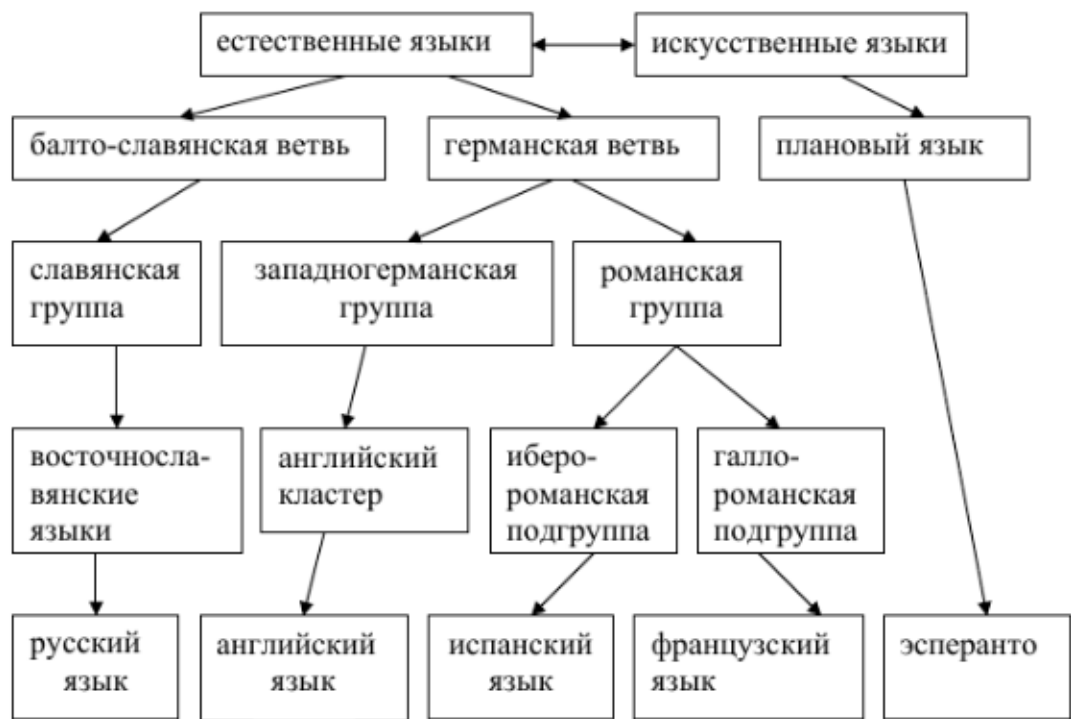 естественные языки
искусственные языки
балто-славянская ветвь
германская ветвь
плановый язык
славянская
группа
западногерманская
группа
романская
группа
восточносла-
вянские
языки
английский
кластер
иберо-
романская
подгруппа
галло-
романская
подгруппа
русский
язык
английский
язык
испанский
язык
французский
язык
эсперанто